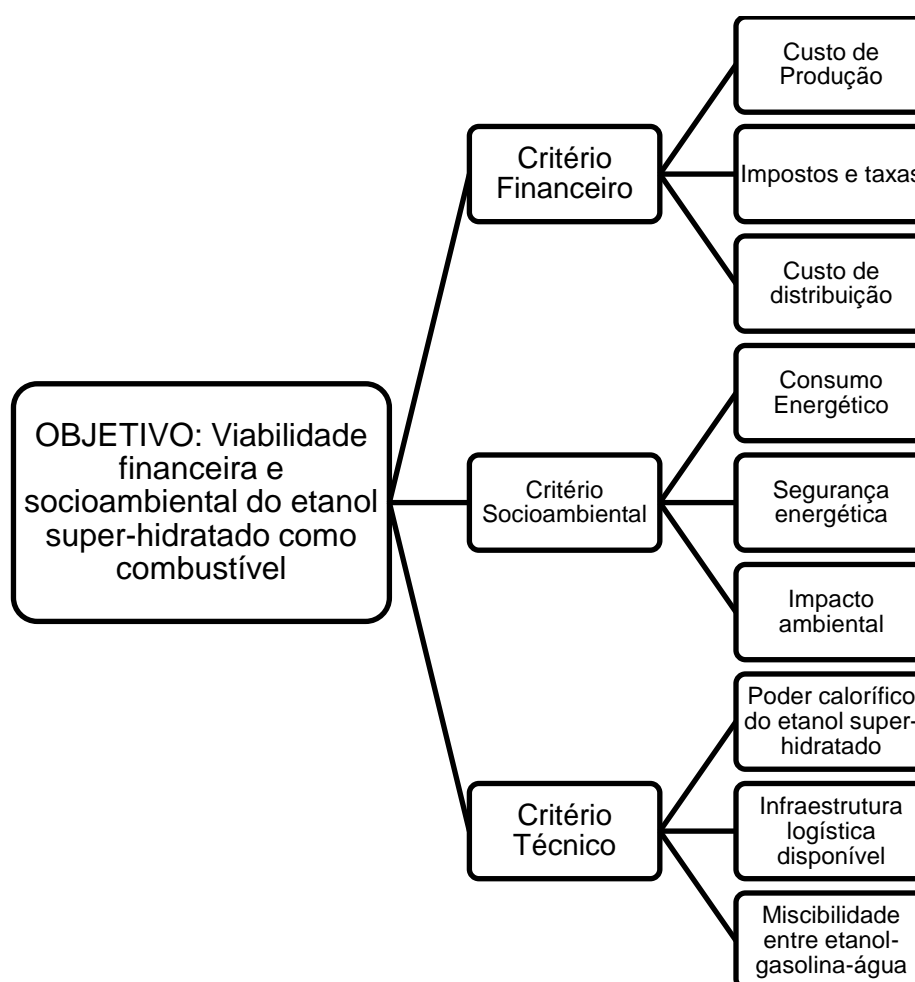 Custo de
Produção
Critério
Financeiro
Impostos e taxas
Custo de
distribuição
OBJETIVO: Viabilidade
financeira e
socioambiental do etanol
super-hidratado como
combustível
Consumo
Energético
Critério
Socioambiental
Segurança
energética
Impacto
ambiental
Critério
Técnico
Poder calorífico
do etanol super-
hidratado
Infraestrutura
logística
disponível
Miscibilidade
entre etanol-
gasolina-água